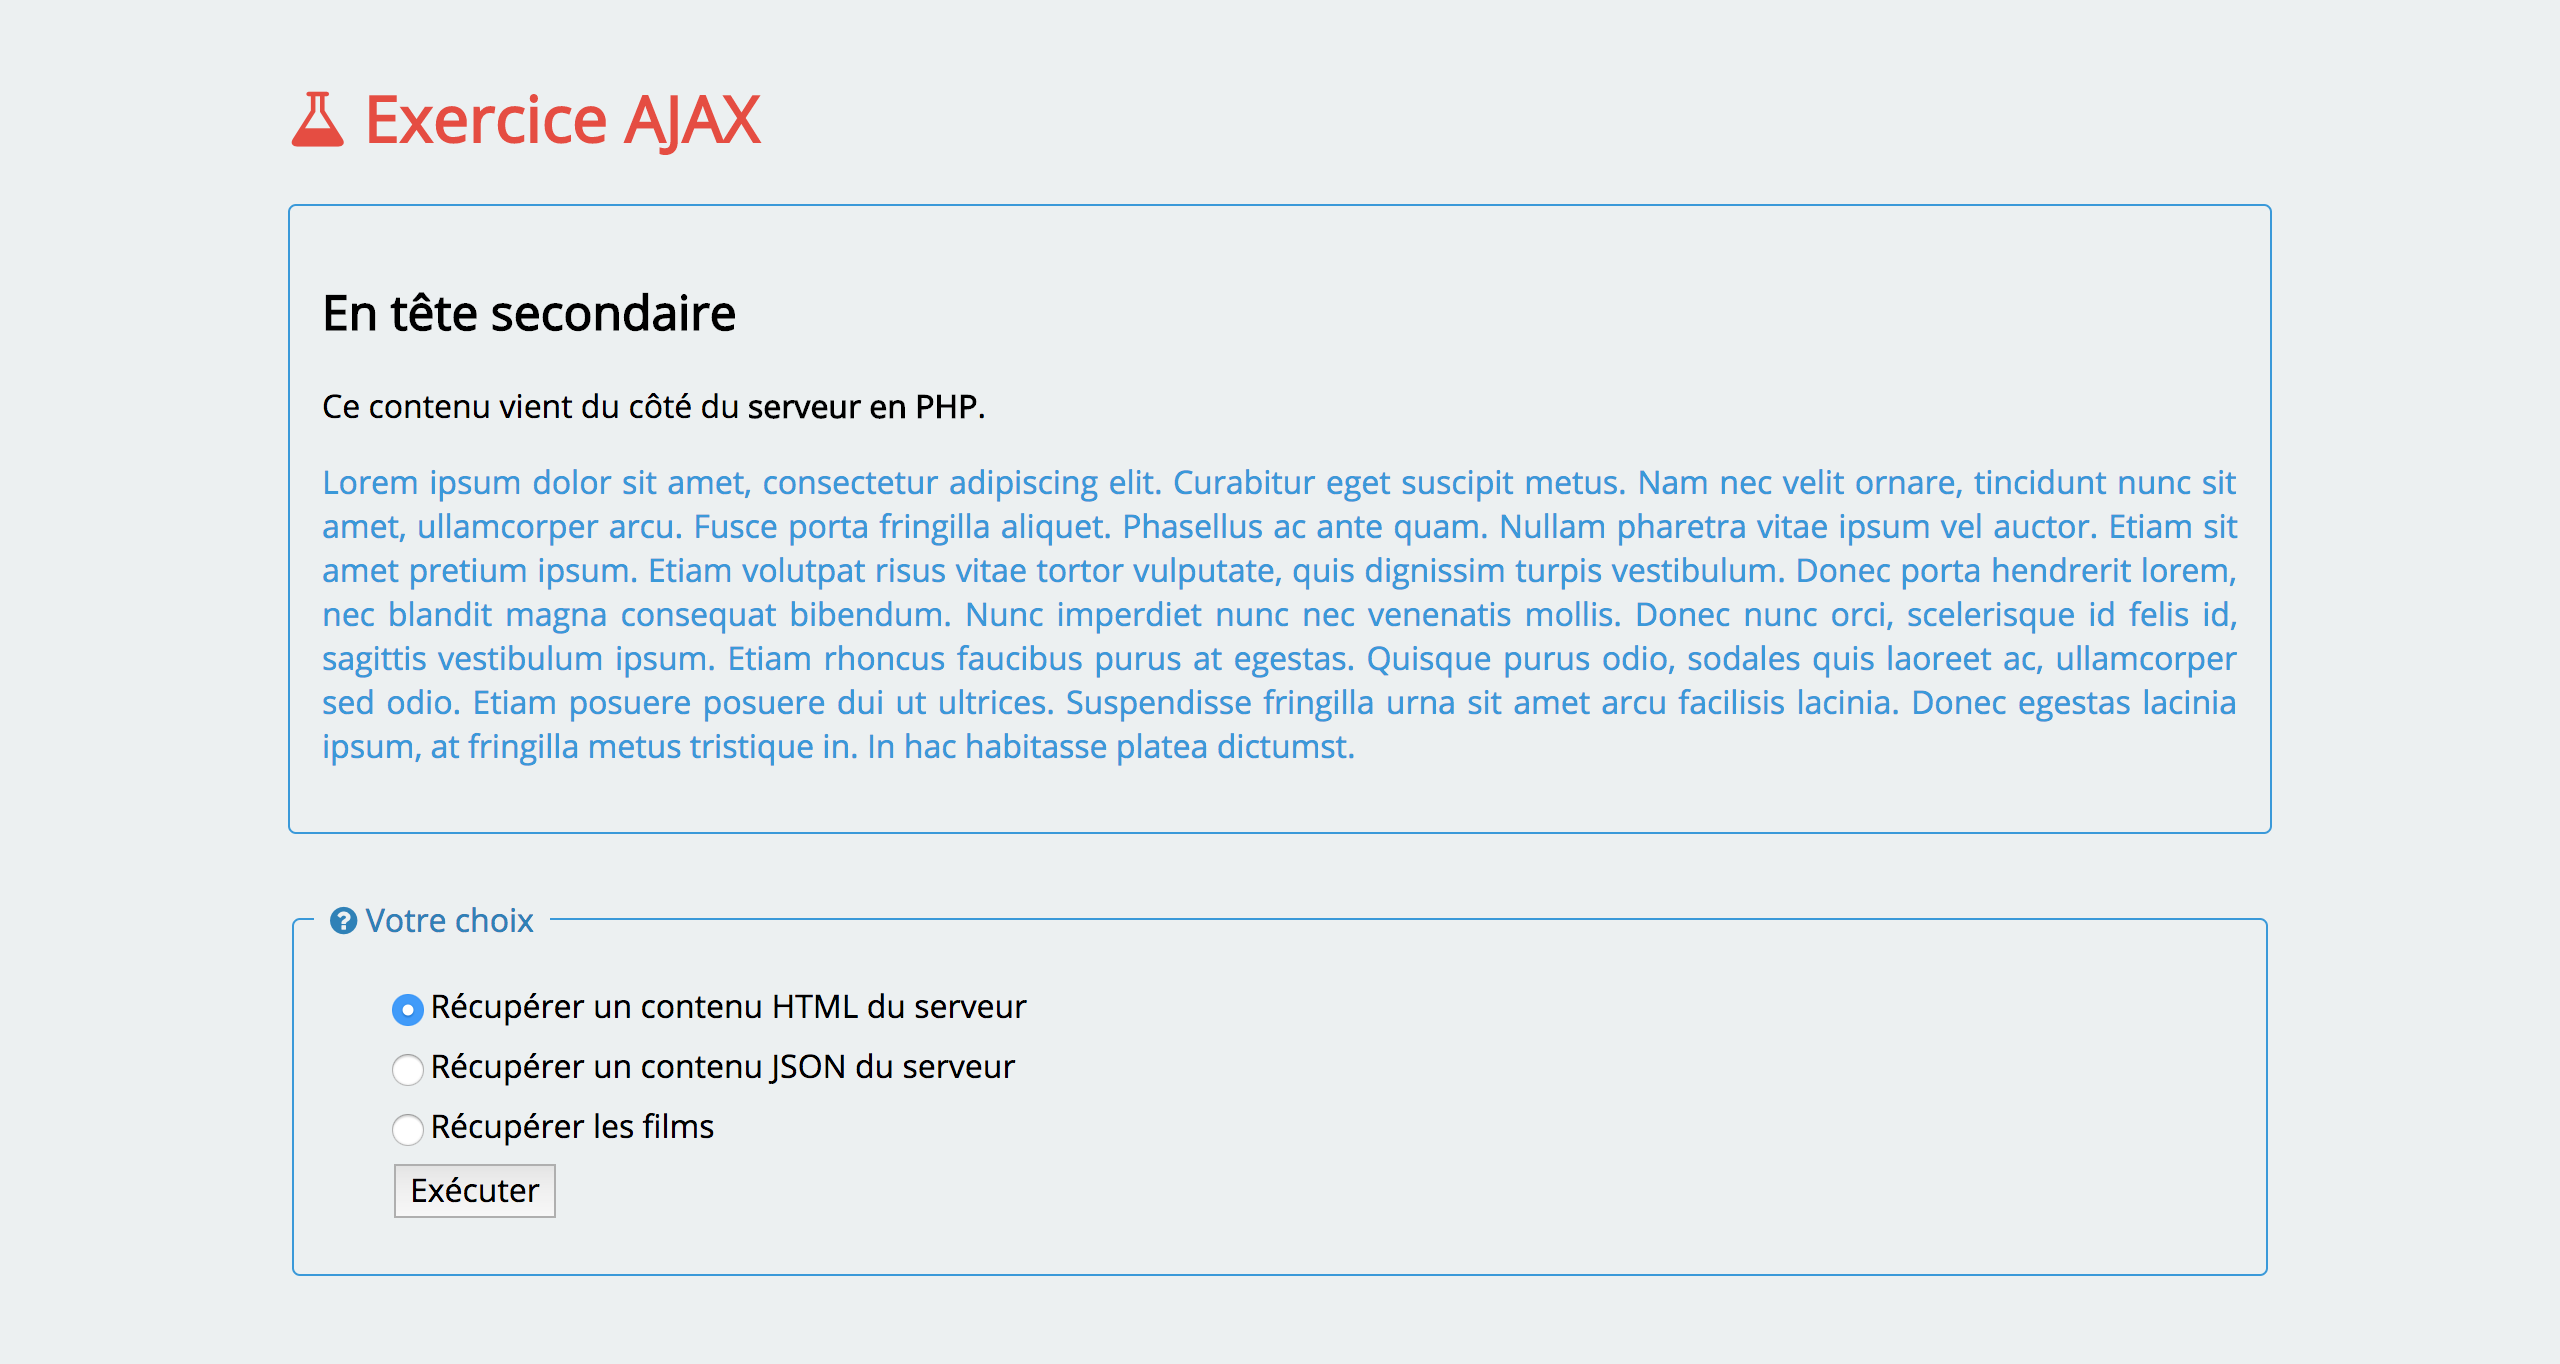 Exercice AJAX
En tête secondaire
Ce contenu vient du côté du serveur en PHP.
Lorem ipsum dolor sit amet, consectetur adipiscing elit. Curabitur eget suscipit metus. Nam nec velit ornare, tincidunt nunc sit
amet, ullamcorper arcu. Fusce porta fringilla aliquet. Phasellus ac ante quam. Nullam pharetra vitae ipsum vel auctor. Etiam sit
amet pretium ipsum. Etiam volutpat risus vitae tortor vulputate, quis dignissim turpis vestibulum. Donec porta hendrerit lorem,
nec blandit magna consequat bibendum. Nunc imperdiet nunc nec venenatis mollis. Donec nunc orci, scelerisque id felis id,
sagittis vestibulum ipsum. Etiam rhoncus faucibus purus at egestas. Quisque purus odio, sodales quis laoreet ac, ullamcorper
sed odio. Etiam posuere posuere dui ut ultrices. Suspendisse fringilla urna sit amet arcu facilisis lacinia. Donec egestas lacinia
ipsum, at fringilla metus tristique in. In hac habitasse platea dictumst.
Votre choix
Récupérer un contenu HTML du serveur
Récupérer un contenu JSON du serveur
Récupérer les films
Exécuter